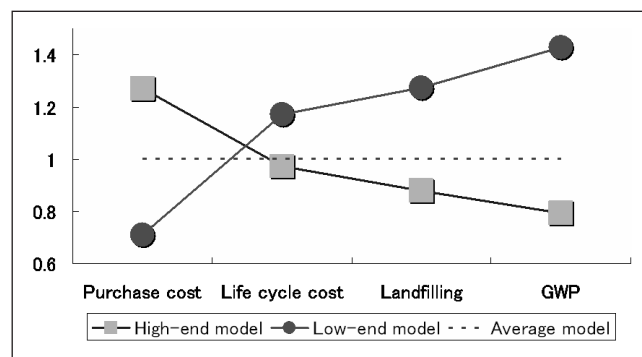 1.4
1.2
1
0.8
0.6
Purchase cost Life cycle cost Landfilling GWP
High-end model Low-end model Average model